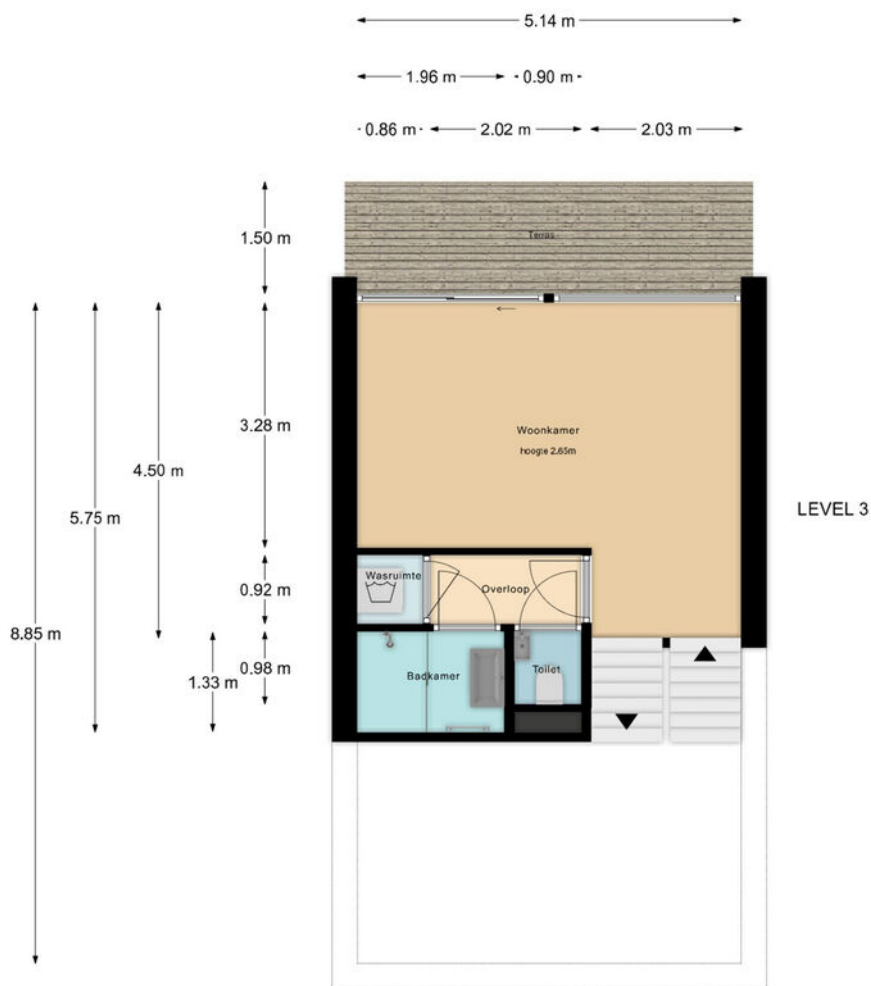 5.14 m
1.96 m
0.90 m
0.86 m
2.02 m
2.03 m
1.50 m
Terras
3.28 m
Woonkamer
hoogte 2.65m
4.50 m
LEVEL 3
5.75 m
Wasruimte
Overloop
0.92 m
8.85 m
0.98 m
Badkamer
Toilet
1.33 m